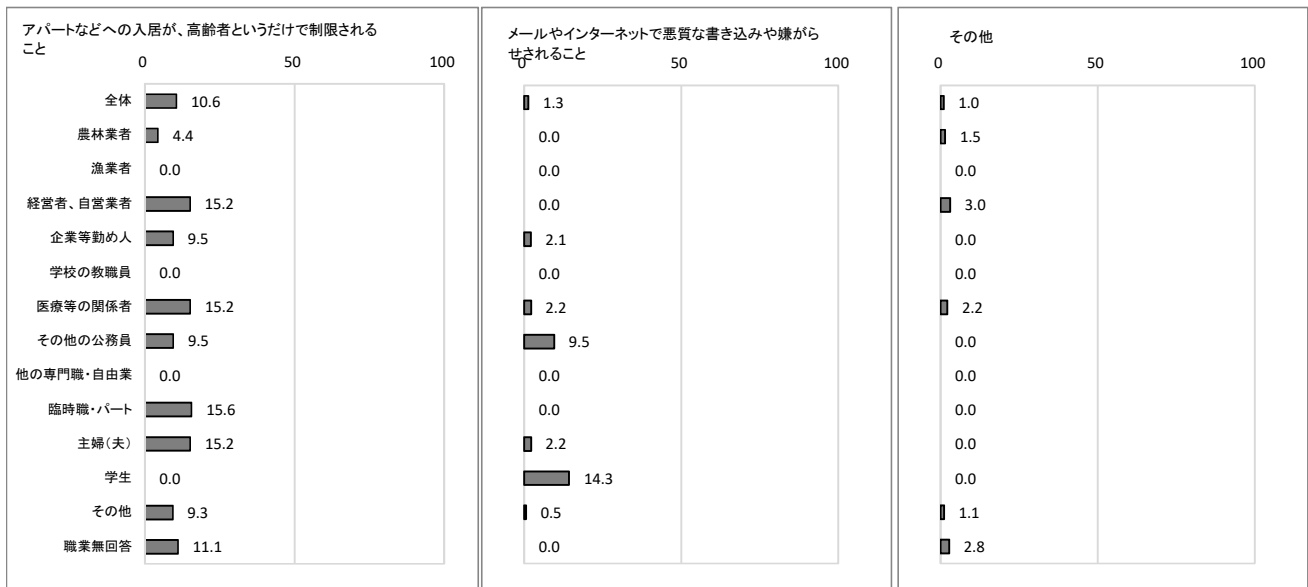 アパートなどへの入居が、高齢者というだけで制限される
こと
0 50 100
全体 10.6
農林業者 4.4
漁業者 0.0
経営者、自営業者 15.2
企業等勤め人 9.5
学校の教職員 0.0
医療等の関係者 15.2
その他の公務員 9.5
他の専門職・自由業 0.0
臨時職・パート 15.6
主婦(夫) 15.2
学生 0.0
その他 9.3
職業無回答 11.1
メールやインターネットで悪質な書き込みや嫌がら
せされること
0 50 100
1.3
0.0
0.0
0.0
2.1
0.0
2.2
9.5
0.0
0.0
2.2
14.3
0.5
0.0
その他
0 50 100
1.0
1.5
0.0
3.0
0.0
0.0
2.2
0.0
0.0
0.0
0.0
0.0
1.1
2.8